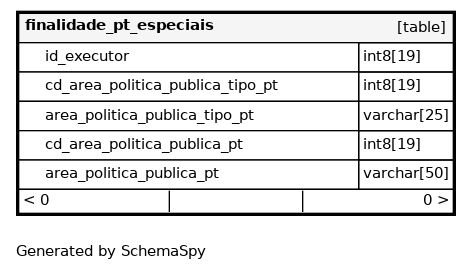 finalidade_pt_especiais [table]
id_executor int8[19]
cd_area_politica_publica_tipo_pt int8[19]
area_politica_publica_tipo_pt varchar[25]
cd_area_politica_publica_pt int8[19]
area_politica_publica_pt varchar[50]
< 0 0 >
Generated by SchemaSpy